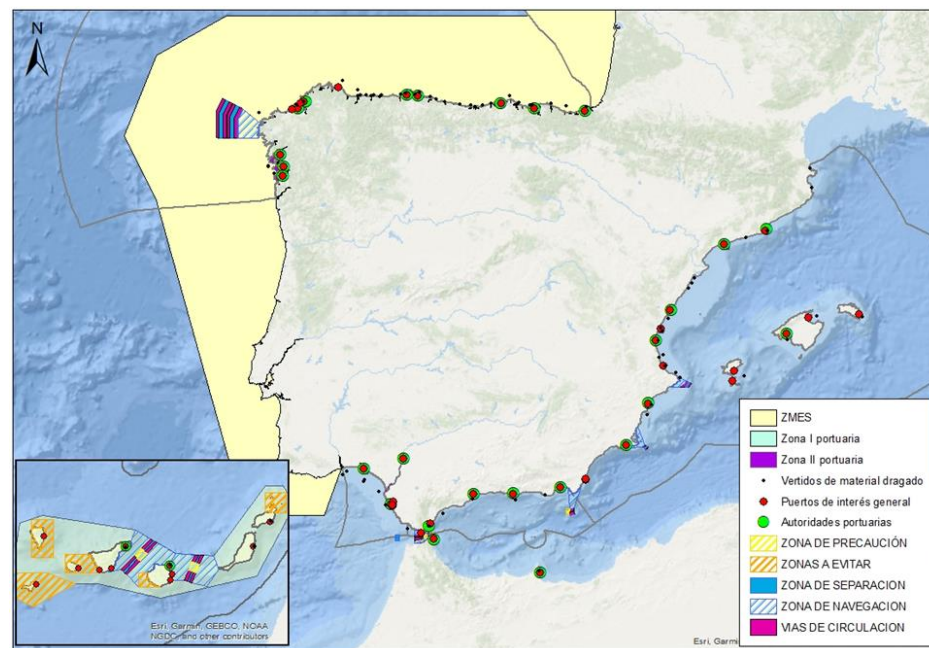 N
ZMES
Zona I portuaria
Zona II portuaria
Vertidos de material dragado
Puertos de interés general
Autoridades portuarias
ZONA DE PRECAUCIÓN
ZONAS A EVITAR
ZONA DE SEPARACION
ZONA DE NAVEGACION
VIAS DE CIRCULACION
Esri, Garmin, GEBCO, NOAA
NGDC, and other contributors
Esri, Garmi